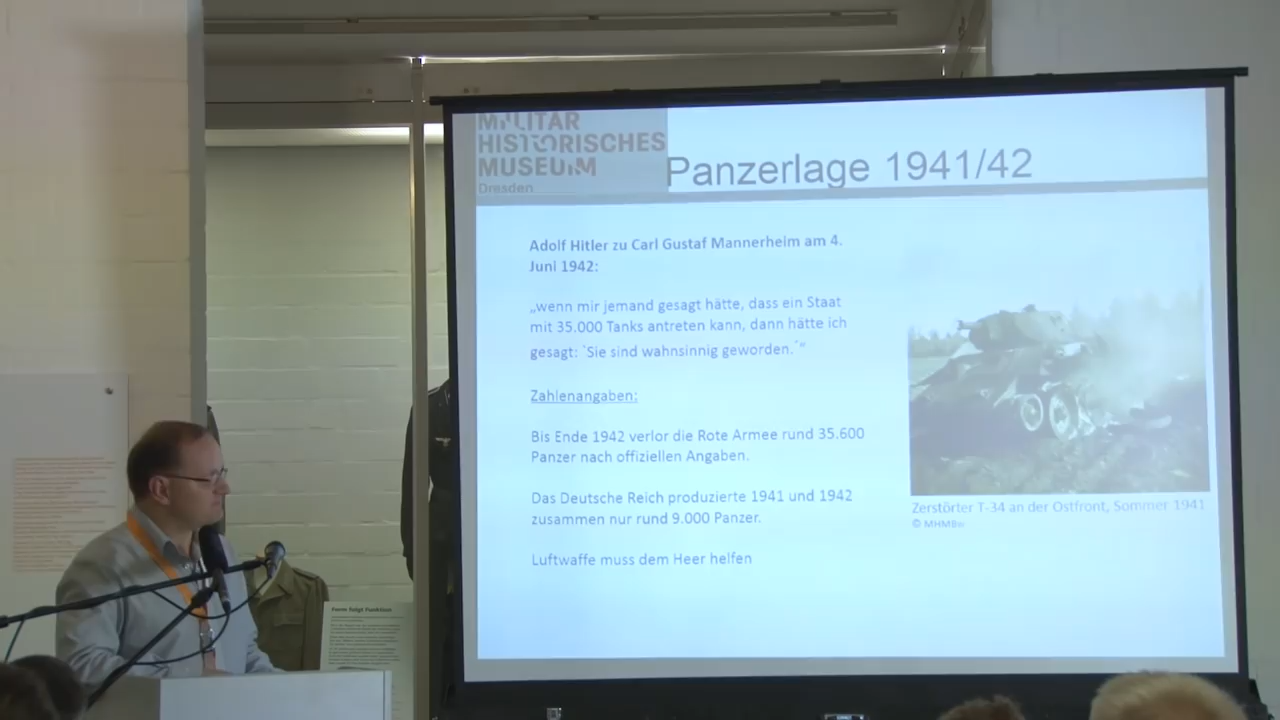 MILITÄR
HISTORISCHES
MUSEUM
Dresden
Panzerlage 1941/42
Adolf Hitler zu Carl Gustaf Mannerheim am 4.
Juni 1942:
„wenn mir jemand gesagt hätte, dass ein Staat
mit 35.000 Tanks antreten kann, dann hätte ich
gesagt: `Sie sind wahnsinnig geworden.´“
Zahlenangaben:
Bis Ende 1942 verlor die Rote Armee rund 35.600
Panzer nach offiziellen Angaben.
Das Deutsche Reich produzierte 1941 und 1942
zusammen nur rund 9.000 Panzer.
Luftwaffe muss dem Heer helfen
Zerstörter T-34 an der Ostfront, Sommer 1941
© MHMBw
Form folgt Funktion